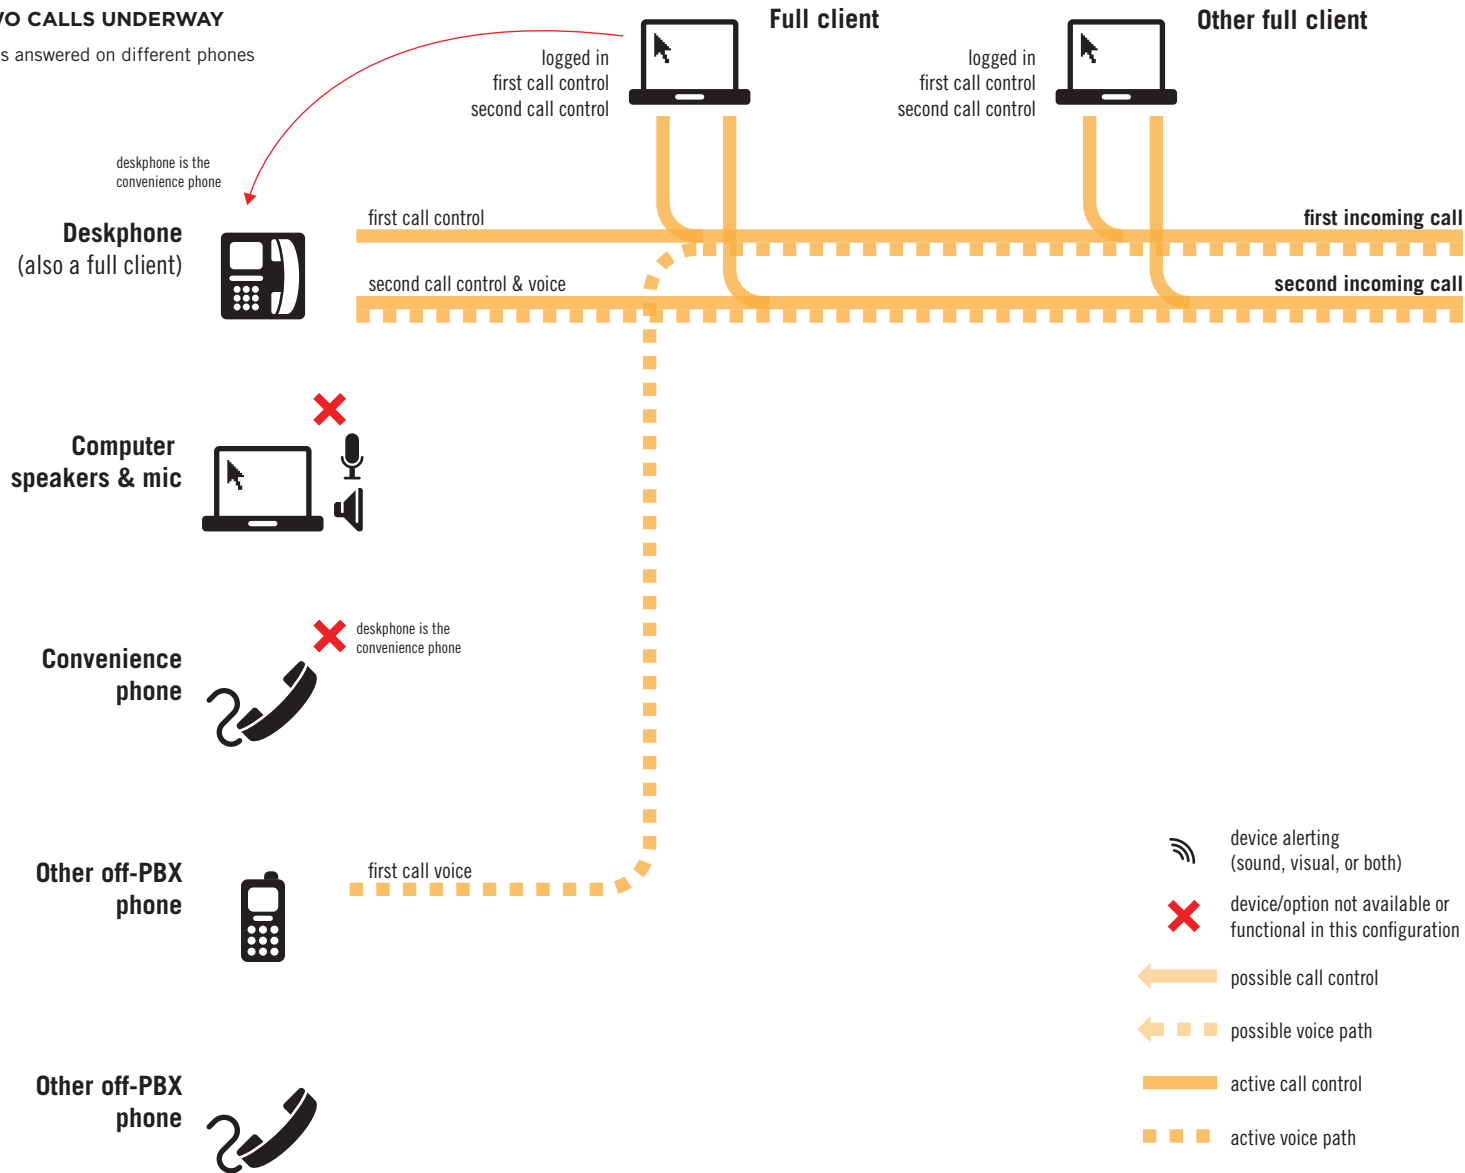 CALLS UNDERWAY
answered on different phones
Full client
Other full client
logged in
first call control
second call control
logged in
first call control
second call control
deskphone is the
convenience phone
Deskphone
(also a full client)
first call control
first incoming call
second call control & voice
second incoming call
Computer
speakers & mic
deskphone is the
convenience phone
Convenience
phone
Other off-PBX
phone
first call voice
device alerting
(sound, visual, or both)
device/option not available or
functional in this configuration
possible call control
possible voice path
active call control
active voice path
Other off-PBX
phone